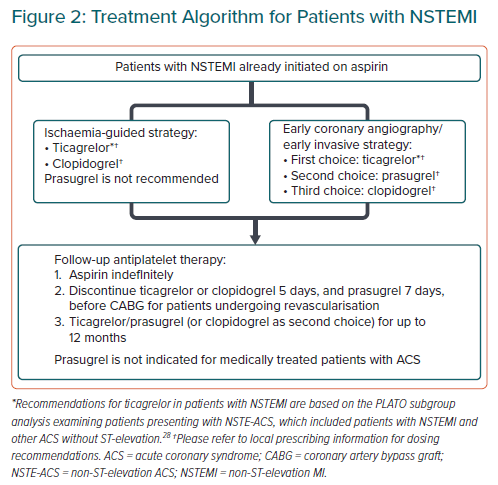 Figure 2: Treatment Algorithm for Patients with NSTEMI
Patients with NSTEMI already initiated on aspirin
Ischaemia-guided strategy:
• Ticagrelor*†
• Clopidogrel†
Prasugrel is not recommended
Early coronary angiography/
early invasive strategy:
• First choice: ticagrelor*†
• Second choice: prasugrel†
• Third choice: clopidogrel†
Follow-up antiplatelet therapy:
1. Aspirin indefinitely
2. Discontinue ticagrelor or clopidogrel 5 days, and prasugrel 7 days,
before CABG for patients undergoing revascularisation
3. Ticagrelor/prasugrel (or clopidogrel as second choice) for up to
12 months
Prasugrel is not indicated for medically treated patients with ACS
*Recommendations for ticagrelor in patients with NSTEMI are based on the PLATO subgroup
analysis examining patients presenting with NSTE-ACS, which included patients with NSTEMI and
other ACS without ST-elevation.28 †Please refer to local prescribing information for dosing
recommendations. ACS = acute coronary syndrome; CABG = coronary artery bypass graft;
NSTE-ACS = non-ST-elevation ACS; NSTEMI = non-ST-elevation MI.